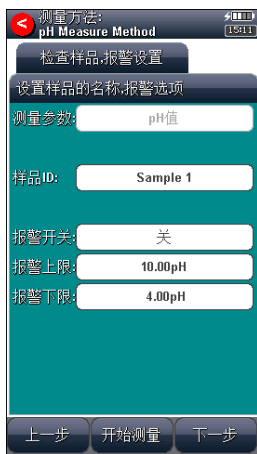 测量方法:
pH Measure Method
15:11
检查样品,报警设置
设置样品的名称.报警选项
测量参数: pH值
样品ID: Sample 1
报警开关: 关
报警上限: 10.00pH
报警下限: 4.00pH
上一步 开始测量 下一步